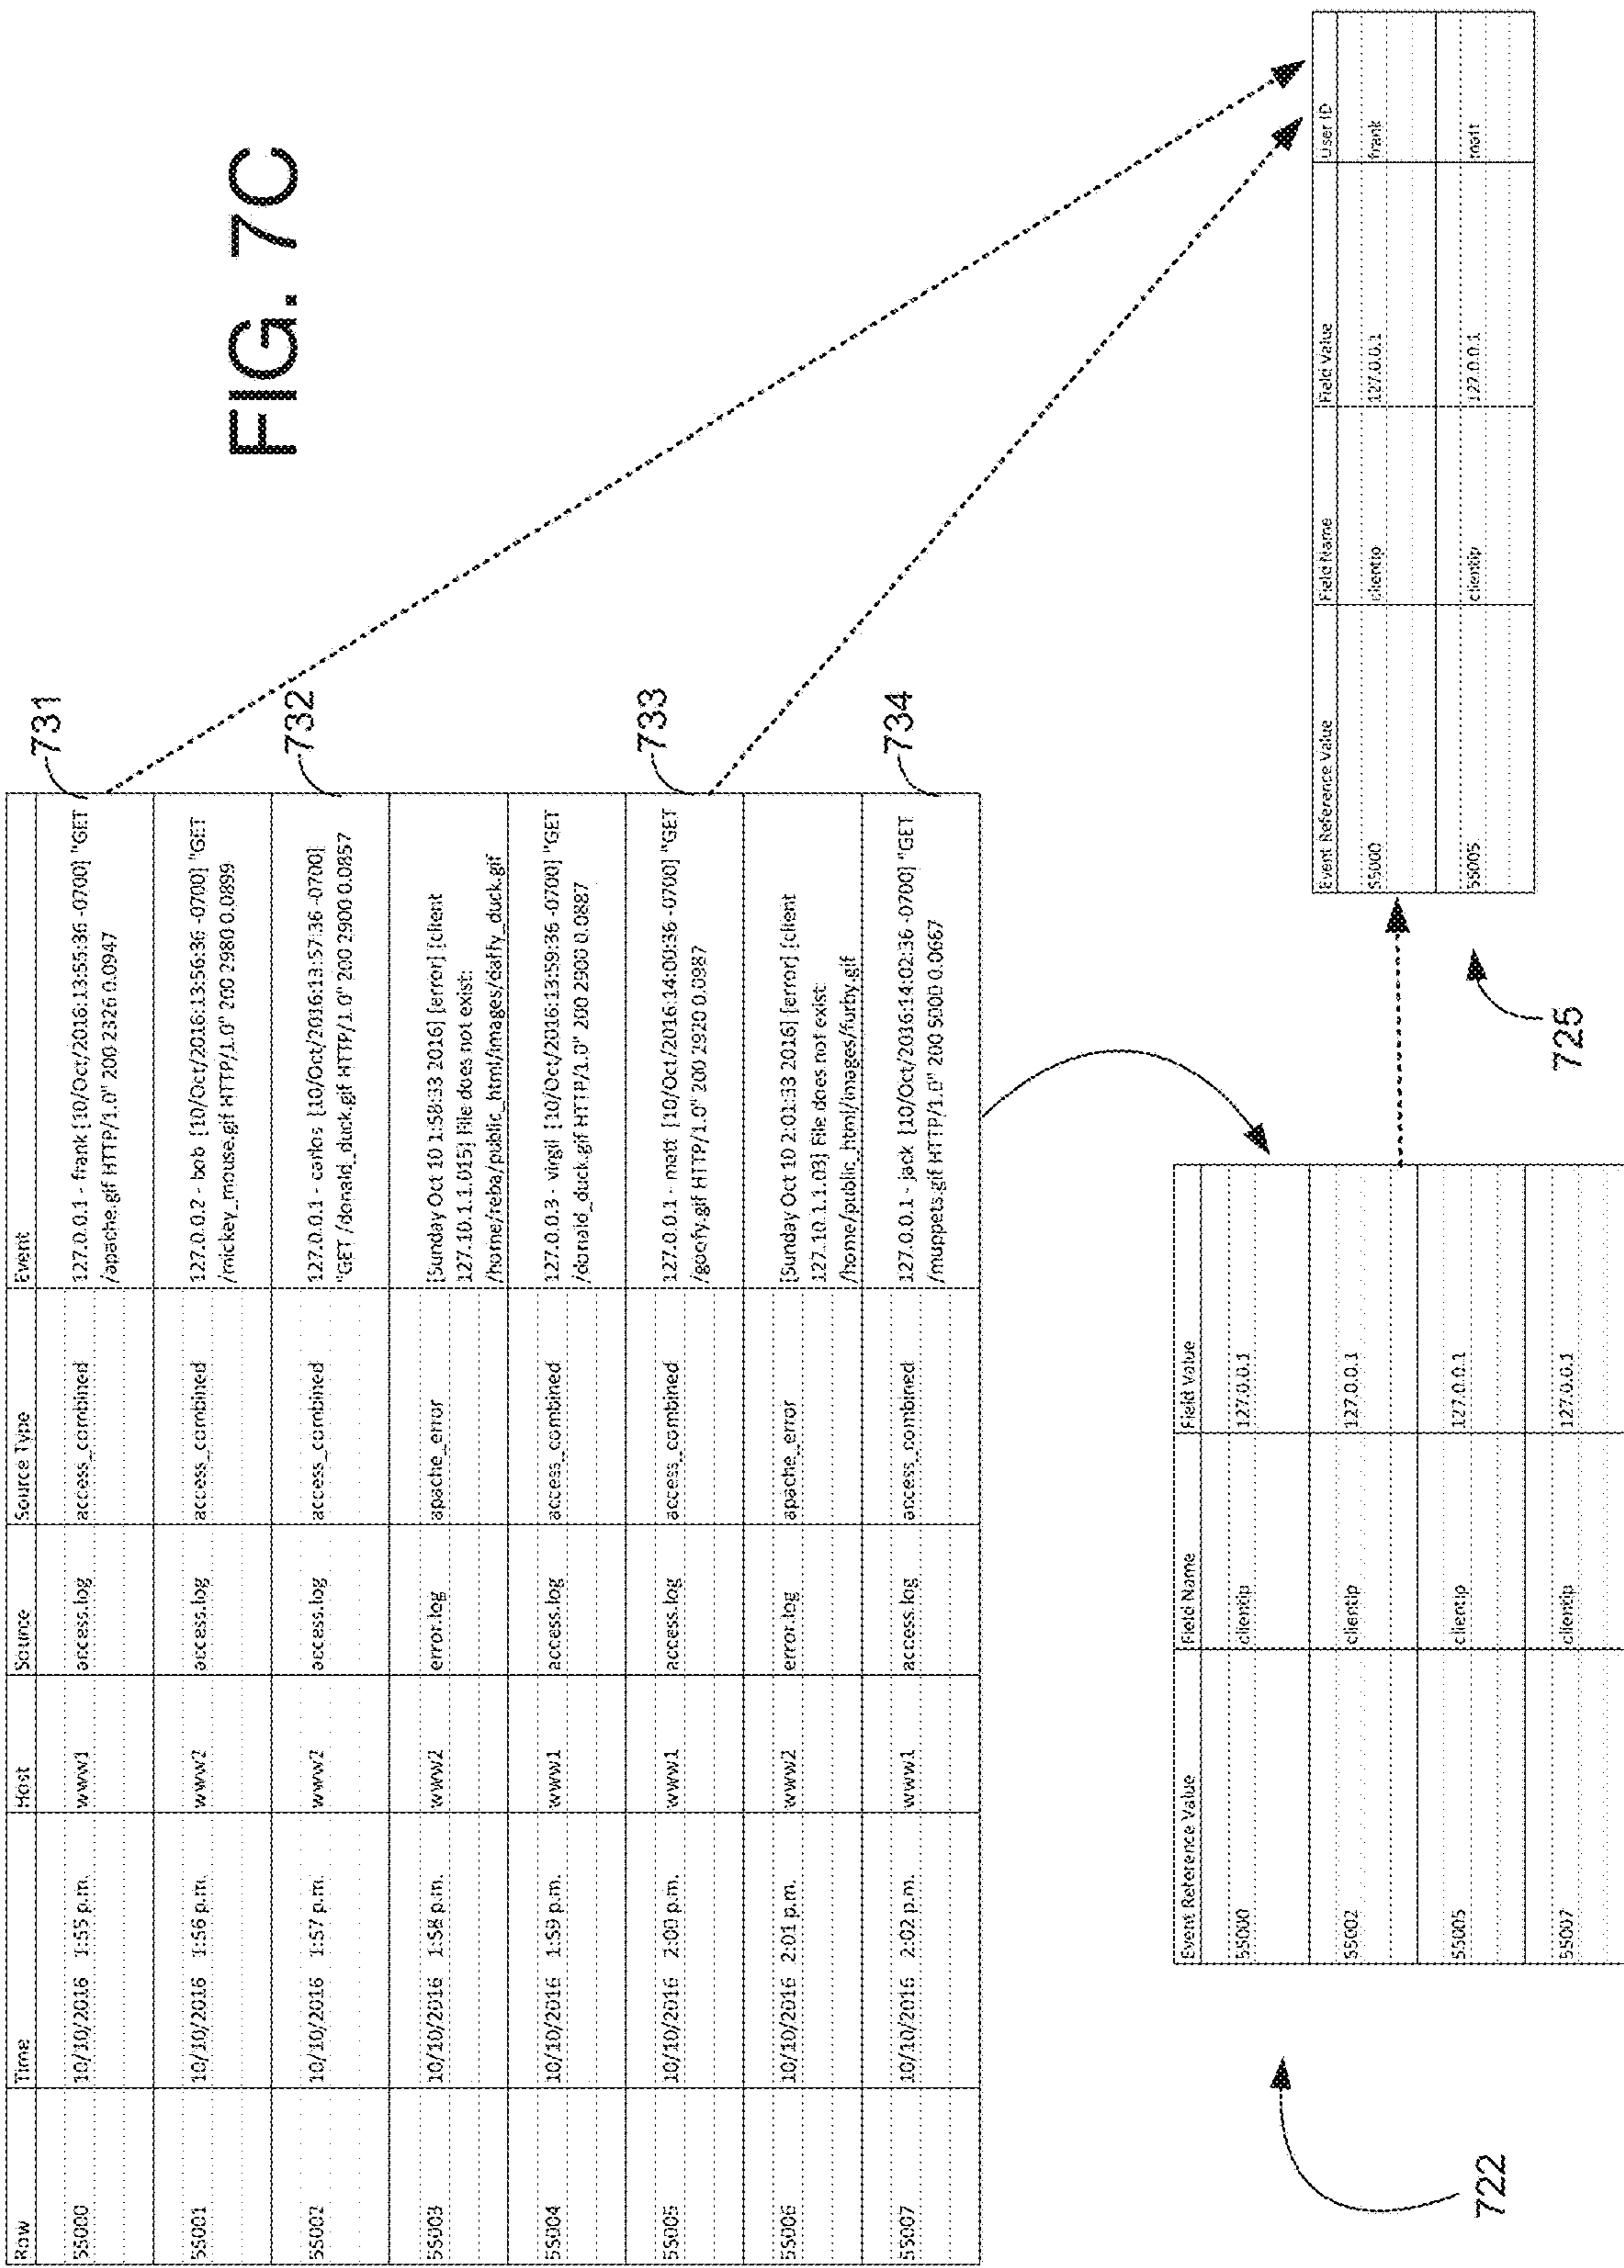 FIG. 7C
Row Time Host Source Source Type Event
55000 10/10/2016 1:55 p.m. www1 access.log access_combined 127.0.0.1 - frank [10/Oct/2016:13:55:36 -0700] "GET
/apache.gif HTTP/1.0" 200 2326 0.0947
731
55001 10/10/2016 1:56 p.m. www2 access.log access_combined 127.0.0.2 - bob [10/Oct/2016:13:56:36 -0700] "GET
/mickey_mouse.gif HTTP/1.0" 200 2980 0.0899
55002 10/10/2016 1:57 p.m. www2 access.log access_combined 127.0.0.1 - carlos [10/Oct/2016:13:57:36 -0700]
"GET /donald_duck.gif HTTP/1.0" 200 2900 0.0857
732
55003 10/10/2016 1:58 p.m. www2 error.log apache_error [Sunday Oct 10 1:58:33 2016] [error] [client
127.10.1.1.015] File does not exist:
/home/reba/public_html/images/daffy_duck.gif
55004 10/10/2016 1:59 p.m. www1 access.log access_combined 127.0.0.3 - virgil [10/Oct/2016:13:59:36 -0700] "GET
/donald_duck.gif HTTP/1.0" 200 2900 0.0887
55005 10/10/2016 2:00 p.m. www1 access.log access_combined 127.0.0.1 - matt [10/Oct/2016:14:00:36 -0700] "GET
/goofy.gif HTTP/1.0" 200 2920 0.0987
733
55006 10/10/2016 2:01 p.m. www2 error.log apache_error [Sunday Oct 10 2:01:33 2016] [error] [client
127.10.1.1.03] File does not exist:
/home/public_html/images/furby.gif
55007 10/10/2016 2:02 p.m. www1 access.log access_combined 127.0.0.1 - jack [10/Oct/2016:14:02:36 -0700] "GET
/muppets.gif HTTP/1.0" 200 5000 0.0667
734
722
Event Reference Value Field Name Field Value
55000 clientip 127.0.0.1
55002 clientip 127.0.0.1
55005 clientip 127.0.0.1
55007 clientip 127.0.0.1
725
Event Reference Value Field Name Field Value User ID
55000 clientip 127.0.0.1 frank
55005 clientip 127.0.0.1 matt